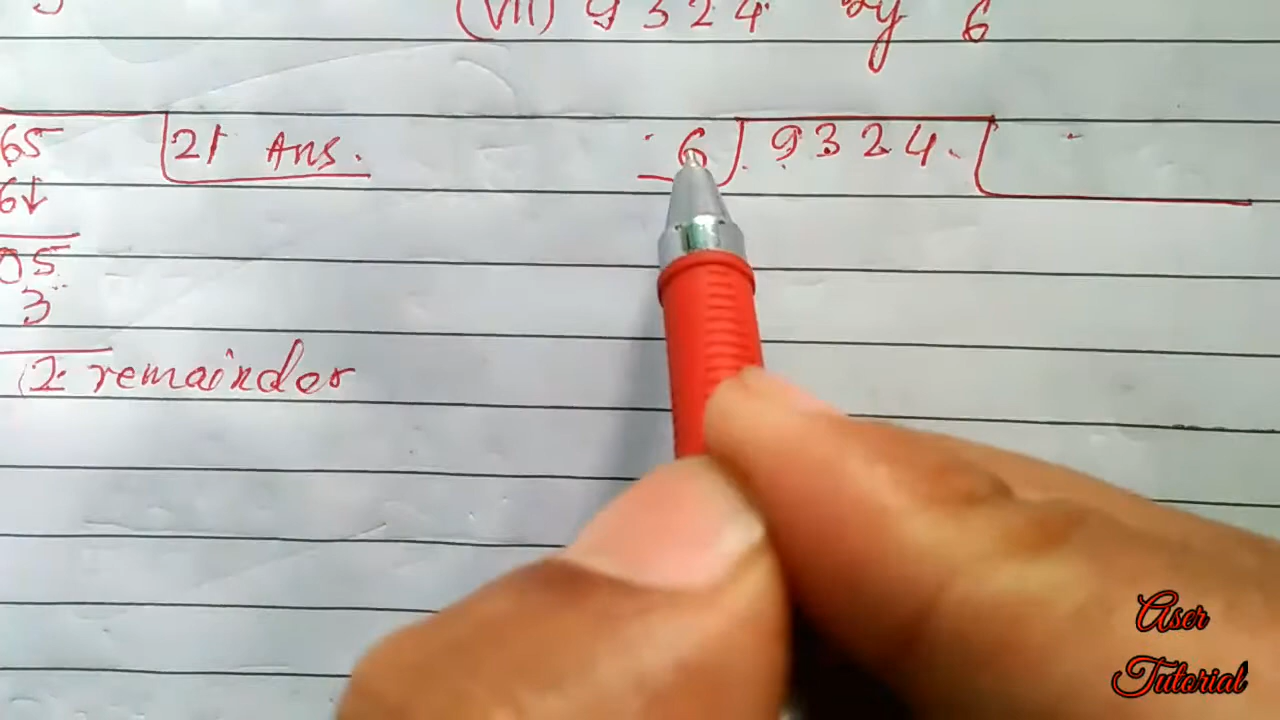 (VII) 9324 by 6
65 21 Ans.
6↓
05
3
2 remainder
6 9324
Aser
Tutorial